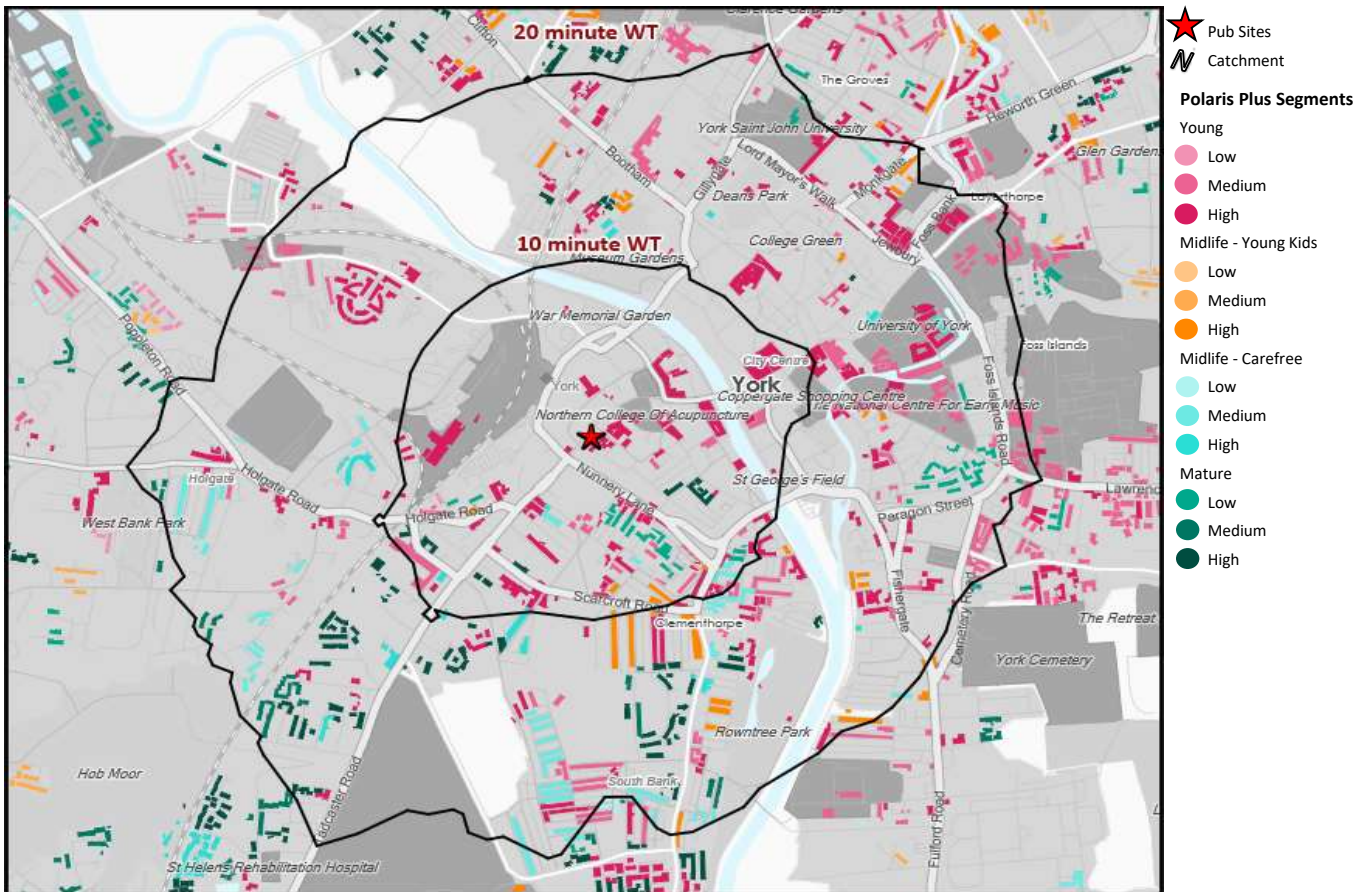 20 minute WT
Clifton
Clarence Gardens
The Groves
Heworth Green
York Saint John University
Glen Garden
Bootham
Gillygate
Lord Mayor's Walk
Monkgate
Deans Park
Layerthorpe
Foss Bank
10 minute WT
College Green
Jewbury
Museum Gardens
War Memorial Garden
University of York
Foss Islands
Poppleton Road
City Centre
York
York
Coppergate Shopping Centre
The National Centre For Early Music
Northern College Of Acupuncture
Foss Islands Road
Nunnery Lane
St George's Field
Holgate
Holgate Road
Holgate Road
Lawrenc
West Bank Park
Paragon Street
Scarcroft Road
Clementhorpe
Fishergate
Cemetery Road
The Retreat
York Cemetery
Rowntree Park
Hob Moor
South Bank
Tadcaster Road
Fulford Road
St Helens Rehabilitation Hospital
Pub Sites
Catchment
Polaris Plus Segments
Young
Low
Medium
High
Midlife - Young Kids
Low
Medium
High
Midlife - Carefree
Low
Medium
High
Mature
Low
Medium
High